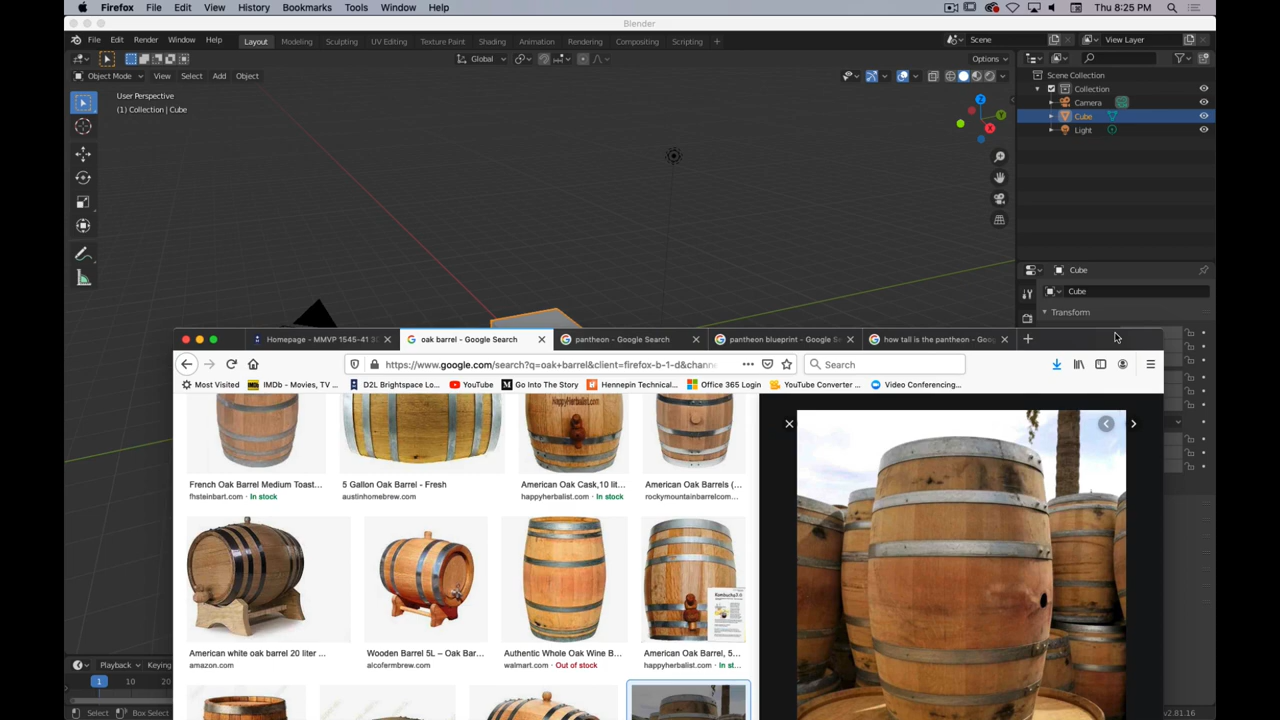 Firefox File Edit View History Bookmarks Tools Window Help Thu 8:25 PM
Blender
File Edit Render Window Help Layout Modeling Sculpting UV Editing Texture Paint Shading Animation Rendering Compositing Scripting + Scene View Layer
Global Options
Object Mode View Select Add Object
User Perspective
(1) Collection | Cube
Scene Collection
Collection
Camera
Cube
Light
Cube
Cube
Transform
Homepage - MMVP 1545-41 3
oak barrel - Google Search
pantheon - Google Search
pantheon blueprint - Google S
how tall is the pantheon - Goog
https://www.google.com/search?q=oak+barrel&client=firefox-b-1-d&chann
Search
Most Visited IMDb - Movies, TV ... D2L Brightspace Lo... YouTube Go Into The Story Hennepin Technical... Office 365 Login YouTube Converter ... Video Conferencing...
HappyHerbalist.com
French Oak Barrel Medium Toast...
fhsteinbart.com · In stock
5 Gallon Oak Barrel - Fresh
austinhomebrew.com
American Oak Cask,10 lit...
happyherbalist.com · In stock
American Oak Barrels (...
rockymountainbarrelcom...
American white oak barrel 20 liter ...
amazon.com
Wooden Barrel 5L – Oak Bar...
alcofermbrew.com
Authentic Whole Oak Wine B...
walmart.com · Out of stock
American Oak Barrel, 5...
happyherbalist.com · In st...
Playback Keying
1 10 20
Select Box Select
v2.81.16